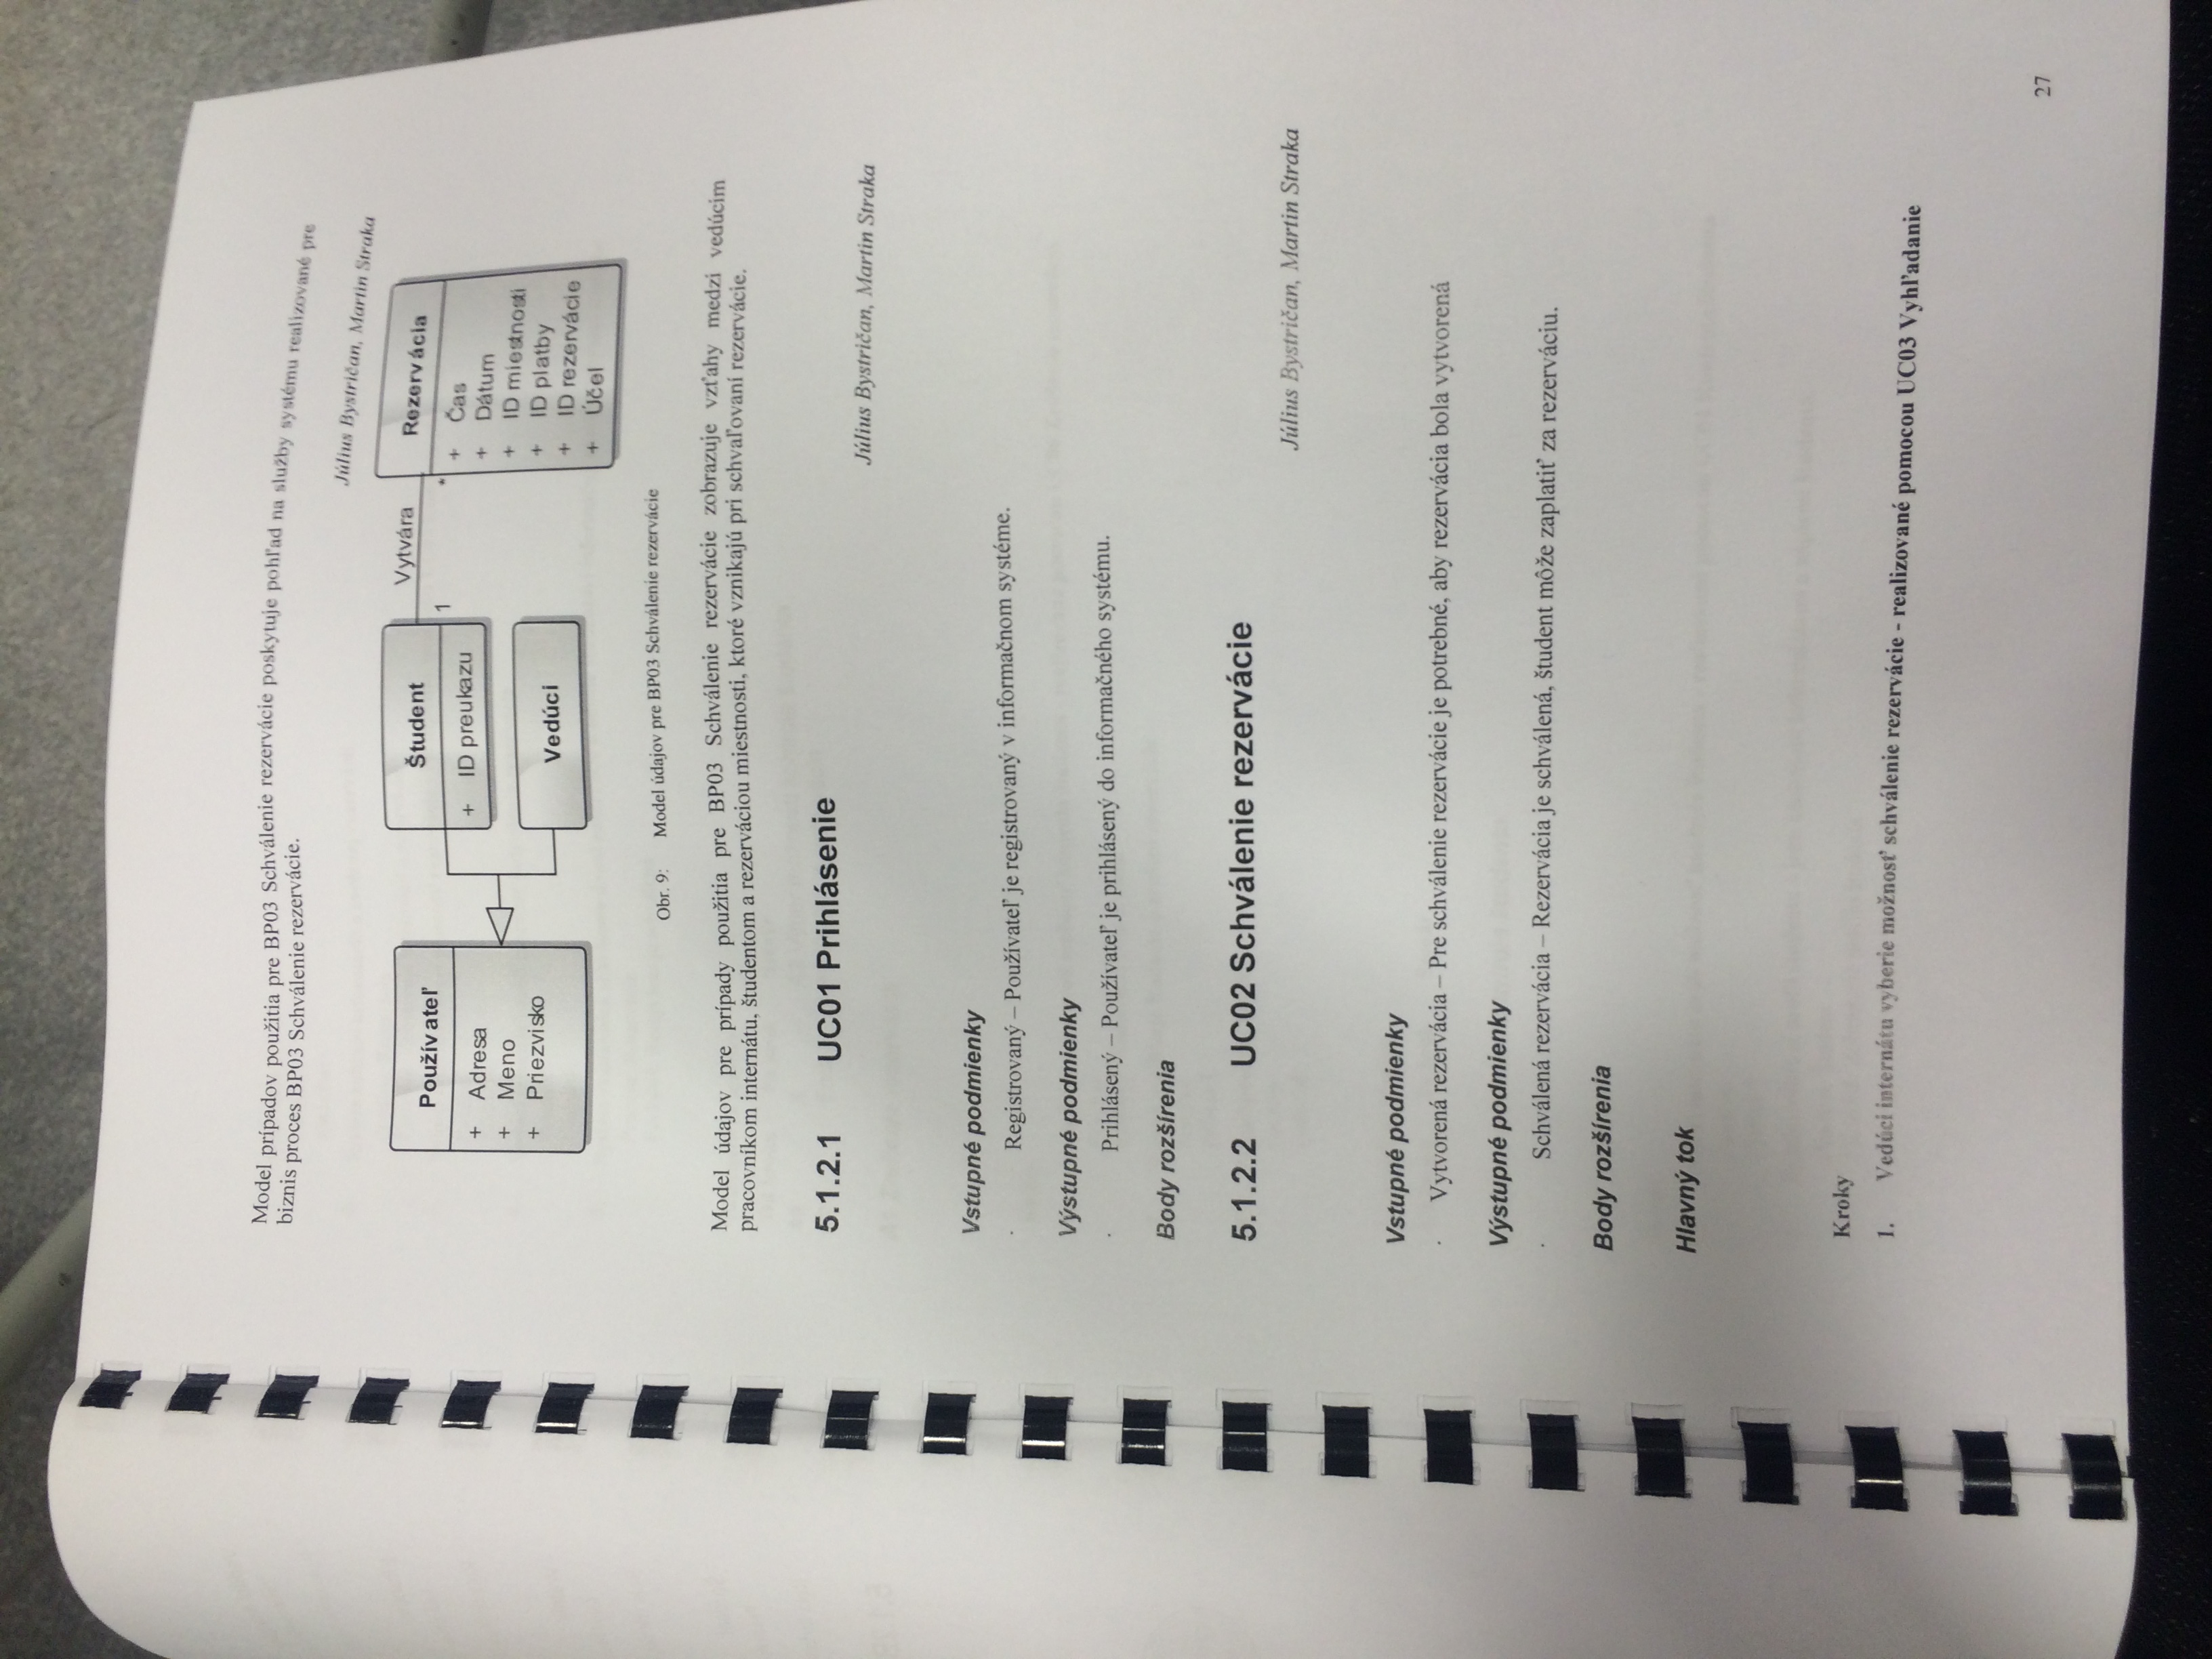 Model prípadov použitia pre BP03 Schválenie rezervácie poskytuje pohľad na služby systému realizované pre
biznis proces BP03 Schválenie rezervácie.
Július Bystričan, Martin Straka
Používateľ
+ Adresa
+ Meno
+ Priezvisko
Študent
+ ID preukazu
Vedúci
Vytvára
1
*
Rezervácia
+ Čas
+ Dátum
+ ID miestnosti
+ ID platby
+ ID rezervácie
+ Účel
Obr. 9: Model údajov pre BP03 Schválenie rezervácie
Model údajov pre prípady použitia pre BP03 Schválenie rezervácie zobrazuje vzťahy medzi vedúcim
pracovníkom internátu, študentom a rezerváciou miestnosti, ktoré vznikajú pri schvaľovaní rezervácie.
5.1.2.1 UC01 Prihlásenie
Július Bystričan, Martin Straka
Vstupné podmienky
· Registrovaný – Používateľ je registrovaný v informačnom systéme.
Výstupné podmienky
· Prihlásený – Používateľ je prihlásený do informačného systému.
Body rozšírenia
5.1.2.2 UC02 Schválenie rezervácie
Július Bystričan, Martin Straka
Vstupné podmienky
· Vytvorená rezervácia – Pre schválenie rezervácie je potrebné, aby rezervácia bola vytvorená
Výstupné podmienky
· Schválená rezervácia – Rezervácia je schválená, študent môže zaplatiť za rezerváciu.
Body rozšírenia
Hlavný tok
Kroky
1. Vedúci internátu vyberie možnosť schválenie rezervácie - realizované pomocou UC03 Vyhľadanie
27